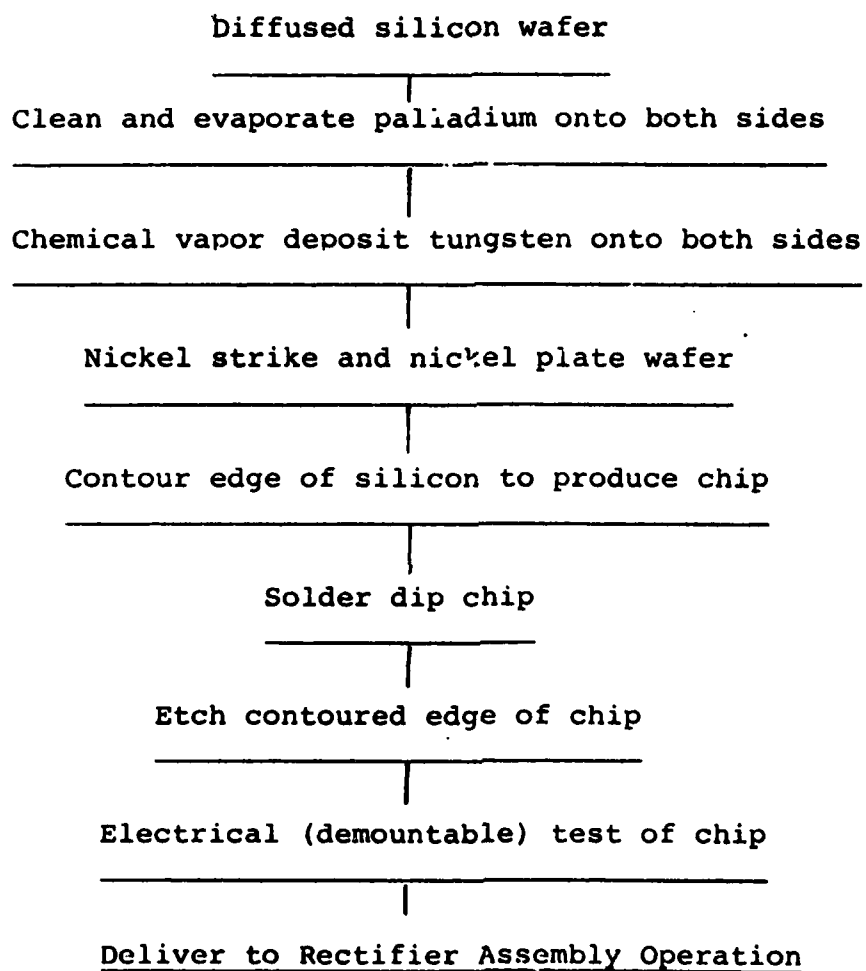 Diffused silicon wafer
Clean and evaporate palladium onto both sides
Chemical vapor deposit tungsten onto both sides
Nickel strike and nickel plate wafer
Contour edge of silicon to produce chip
Solder dip chip
Etch contoured edge of chip
Electrical (demountable) test of chip
Deliver to Rectifier Assembly Operation